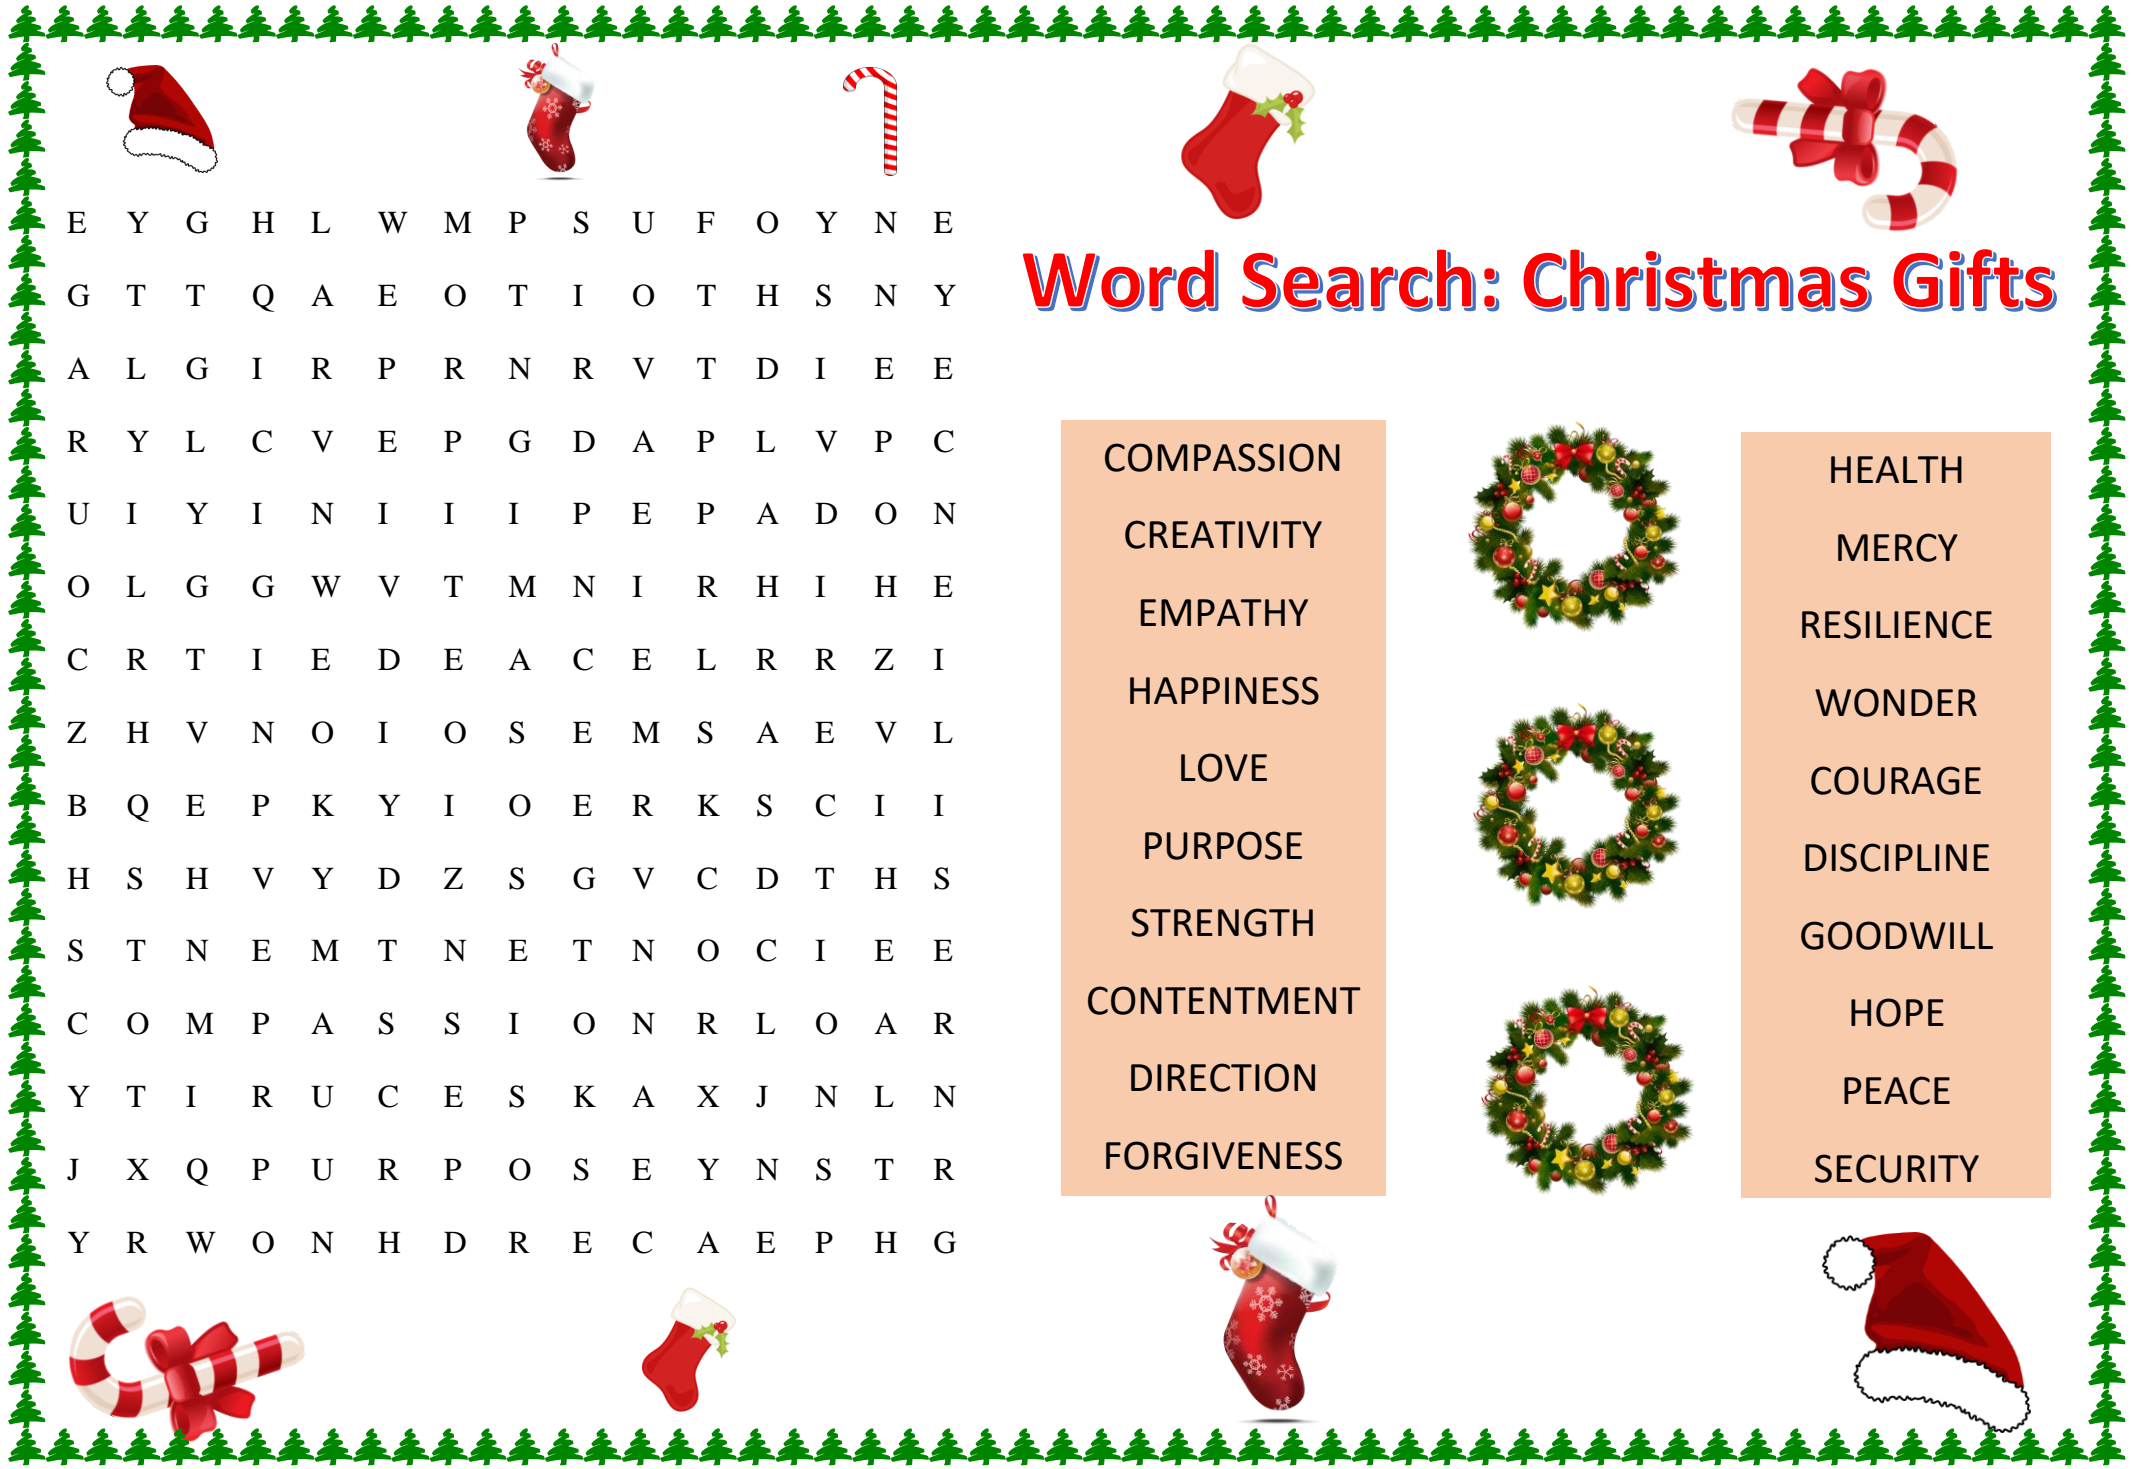 E Y G H L W M P S U F O Y N E
G T T Q A E O T I O T H S N Y
A L G I R P R N R V T D I E E
R Y L C V E P G D A P L V P C
U I Y I N I I I P E P A D O N
O L G G W V T M N I R H I H E
C R T I E D E A C E L R R Z I
Z H V N O I O S E M S A E V L
B Q E P K Y I O E R K S C I I
H S H V Y D Z S G V C D T H S
S T N E M T N E T N O C I E E
C O M P A S S I O N R L O A R
Y T I R U C E S K A X J N L N
J X Q P U R P O S E Y N S T R
Y R W O N H D R E C A E P H G
Word Search: Christmas Gifts
COMPASSION
CREATIVITY
EMPATHY
HAPPINESS
LOVE
PURPOSE
STRENGTH
CONTENTMENT
DIRECTION
FORGIVENESS
HEALTH
MERCY
RESILIENCE
WONDER
COURAGE
DISCIPLINE
GOODWILL
HOPE
PEACE
SECURITY